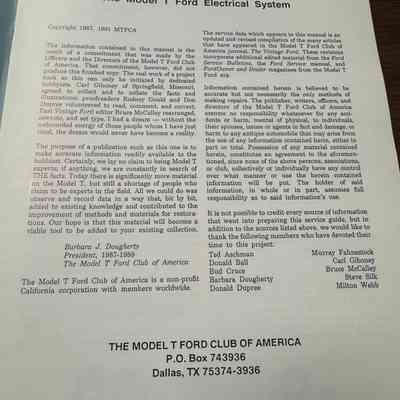 The Model T Ford Electrical System
Copyright 1987, 1991 MTFCA
The information contained in this manual is the
result of a commitment that was made by the
Officers and the Directors of the Model T Ford Club
of America. That commitment, however, did not
produce this finished copy. The real work of a project
such as this can only be initiated by dedicated
hobbyists. Carl Gihoney of Springfield, Missouri,
agreed to collect and to inflate the facts and
illustrations; proofreaders Rodney Gould and Don
Depree volunteered to read, comment, and correct.
Past Vintage Ford editor Bruce McCalley rearranged,
rewrote, and set type. I had a dream — without the
unbounded energy of these people whom I have just
cited, the dream would never have become a reality.
The purpose of a publication such as this one is to
make accurate information readily available to the
hobbiest. Certainly, we lay no claim to being Model T
experts; if anything, we are constantly in search of
THE facts. Today there is significantly more material
on the Model T, but still a shortage of people who
claim to be experts in the field. All we could do was
observe and record data in a way that, bit by bit,
added to existing knowledge and contributed to the
improvement of methods and materials for restora-
tions. Our hope is that this material will become a
viable tool to be added to your existing collection.
Barbara J. Dougherty
President, 1987-1989
The Model T Ford Club of America
The Model T Ford Club of America is a non-profit
California corporation with members worldwide.
The service data which appears in this manual is an
updated and revised compilation of the many articles
that have appeared in the Model T Ford Club of
America journal, The Vintage Ford. These versions
incorporate additional edited material from the Ford
Service Bulletins, the Ford Service manual, and
FordOwner and Dealer magazines from the Model T
Ford era.
Information contained herein is believed to be
accurate but not necessarily the only methods of
making repairs. The publisher, writers, officers, and
directors of the Model T Ford Club of America
assume no responsibility whatsoever for any acci-
dents or harm, mental or physical, to individuals,
their spouses, issues or agents in fact and damage, or
harm to any antique automobile that may arise from
the use of any information contained herein, either in
part or total. Possession of any material contained
herein, constitutes an agreement to the aforemen-
tioned, since none of the above persons, associations,
or club, collectively or individually have any control
over what manner or use the herein contained
information will be put. The holder of said
information, in whole or in part, assumes full
responsibility as to said information's use.
It is not possible to credit every source of information
that went into preparing this service guide, but in
addition to the sources listed above, we would like to
thank the following members who have devoted their
time to this project:
Ted Aschman Murray Fahnestock
Donald Ball Carl Gihoney
Bud Cruce Bruce McCalley
Barbara Dougherty Steve Silk
Donald Dupree Milton Webb
THE MODEL T FORD CLUB OF AMERICA
P.O. Box 743936
Dallas, TX 75374-3936